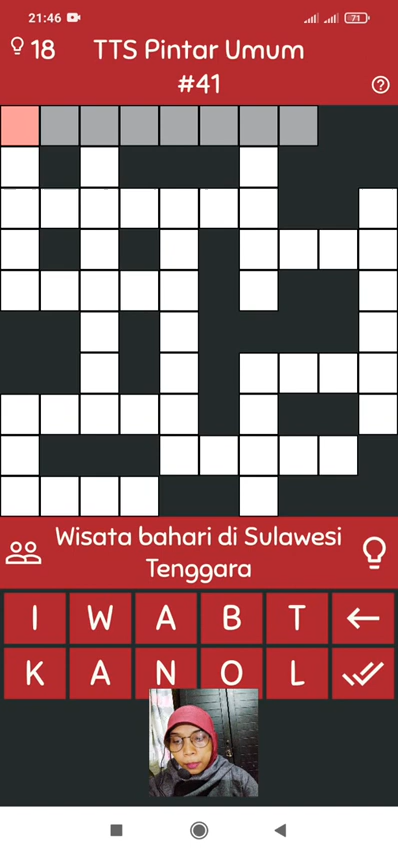 21:46
71
18 TTS Pintar Umum
#41
?
Wisata bahari di Sulawesi
Tenggara
I W A B T ←
K A N O L